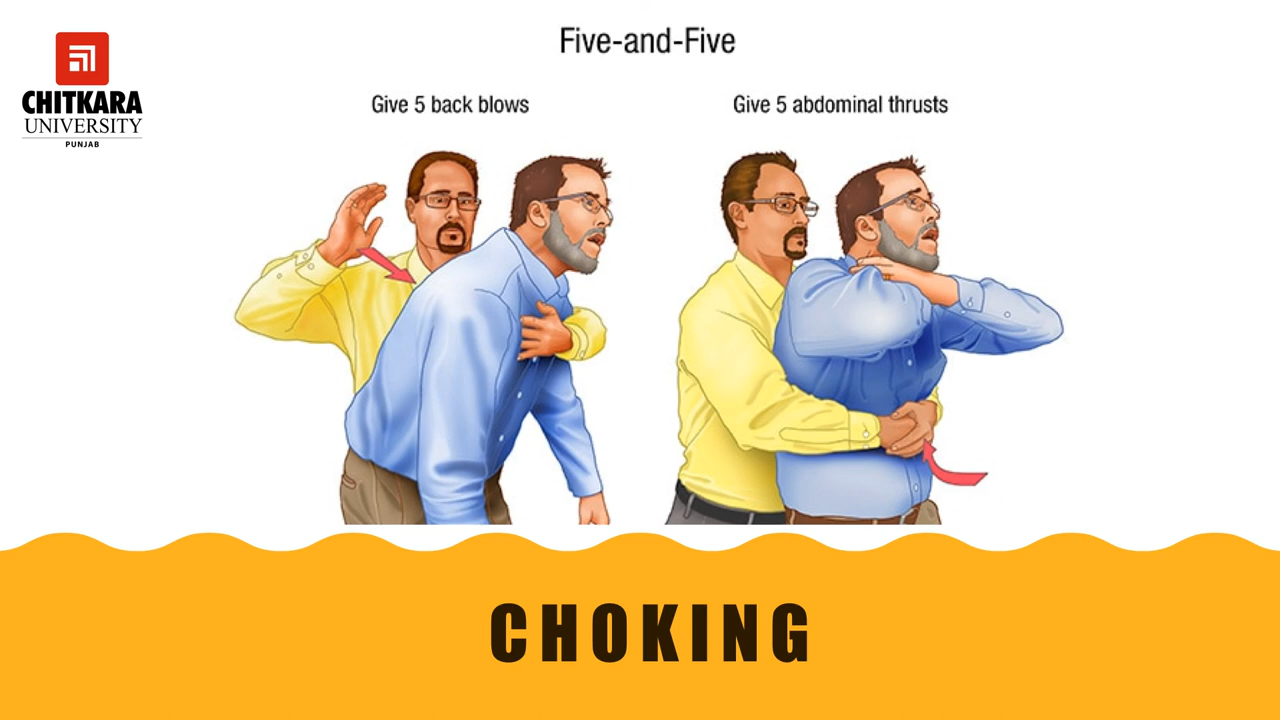 Five-and-Five
CHITKARA
UNIVERSITY
PUNJAB
Give 5 back blows
Give 5 abdominal thrusts
CHOKING